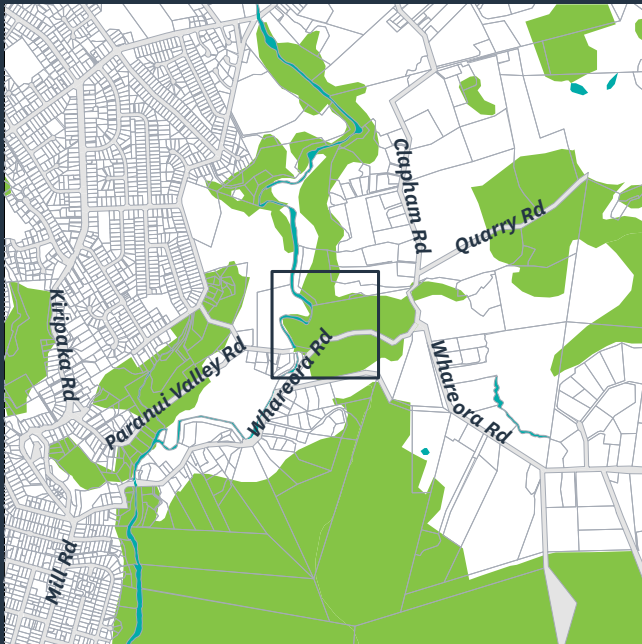 Clapham Rd
Quarry Rd
Kiripaka Rd
Whareora Rd
Paranui Valley Rd
Whareora Rd
Mill Rd